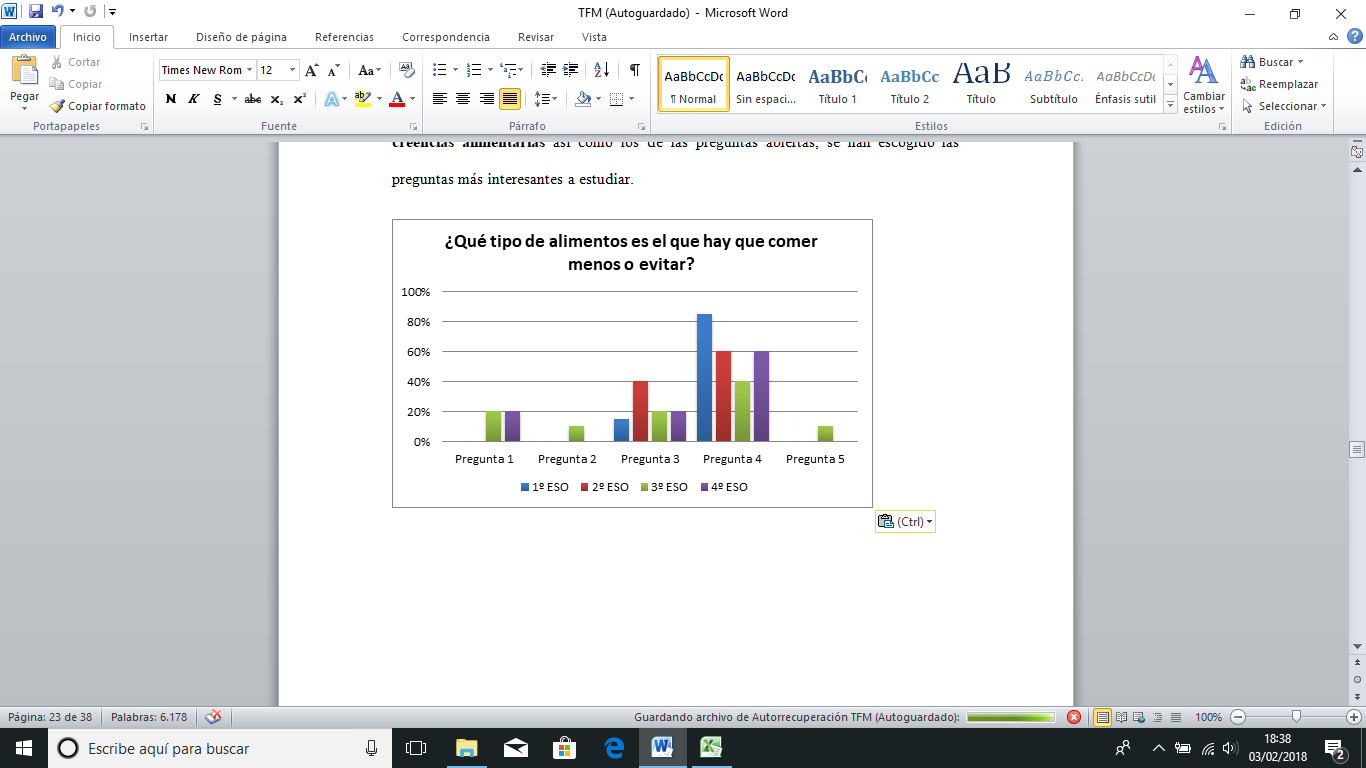 TFM (Autoguardado) - Microsoft Word
Archivo Inicio Insertar Diseño de página Referencias Correspondencia Revisar Vista
Pegar
Cortar
Copiar
Copiar formato
Portapapeles
Times New Rom 12
N K S abc x₂ x²
Fuente
Párrafo
AaBbCcDc AaBbCcDc AaBbC AaBbCc AaB AaBbCc. AaBbCcDc
¶ Normal Sin espaci... Título 1 Título 2 Título Subtítulo Énfasis sutil
Cambiar estilos
Estilos
Buscar
Reemplazar
Seleccionar
Edición
creencias alimentarias así como los de las preguntas abiertas, se han escogido las
preguntas más interesantes a estudiar.
¿Qué tipo de alimentos es el que hay que comer
menos o evitar?
100%
80%
60%
40%
20%
0%
Pregunta 1 Pregunta 2 Pregunta 3 Pregunta 4 Pregunta 5
1º ESO 2º ESO 3º ESO 4º ESO
(Ctrl)
Página: 23 de 38 Palabras: 6.178 Guardando archivo de Autorrecuperación TFM (Autoguardado): 100%
Escribe aquí para buscar
18:38
03/02/2018
2